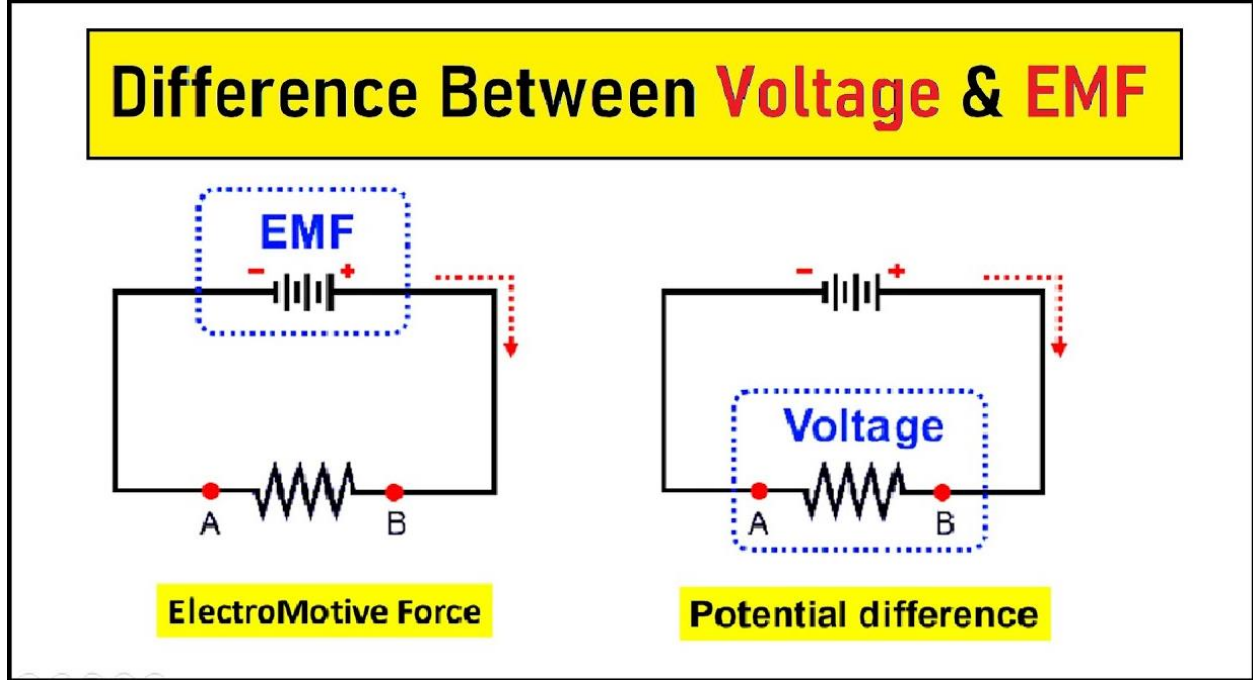 Difference Between Voltage & EMF
EMF
- +
A B
ElectroMotive Force
- +
Voltage
A B
Potential difference